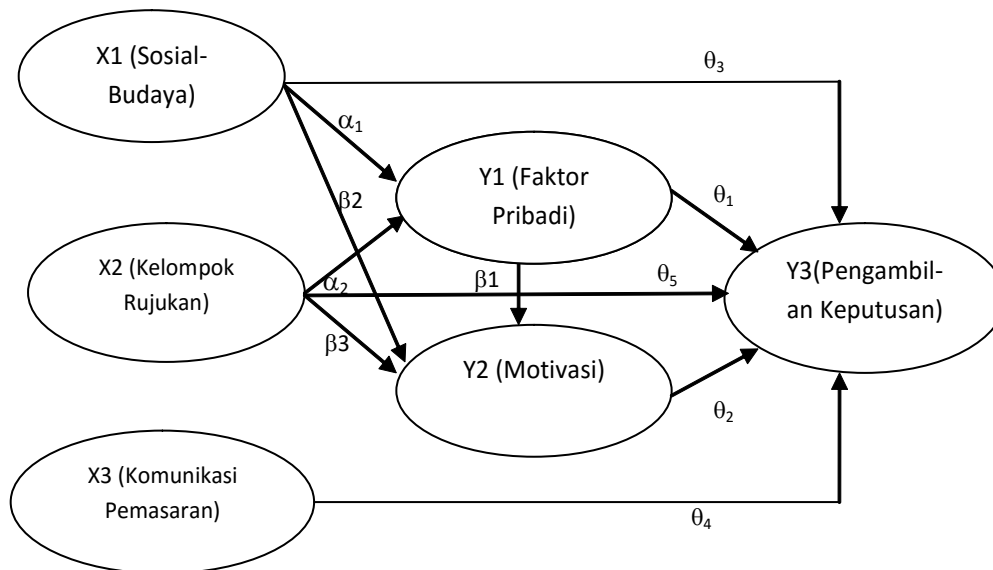 X1 (Sosial-
Budaya)
θ3
α1
Y1 (Faktor
Pribadi)
β2
θ1
X2 (Kelompok
Rujukan)
α2
β1
θ5
Y3(Pengambil-
an Keputusan)
β3
Y2 (Motivasi)
θ2
X3 (Komunikasi
Pemasaran)
θ4